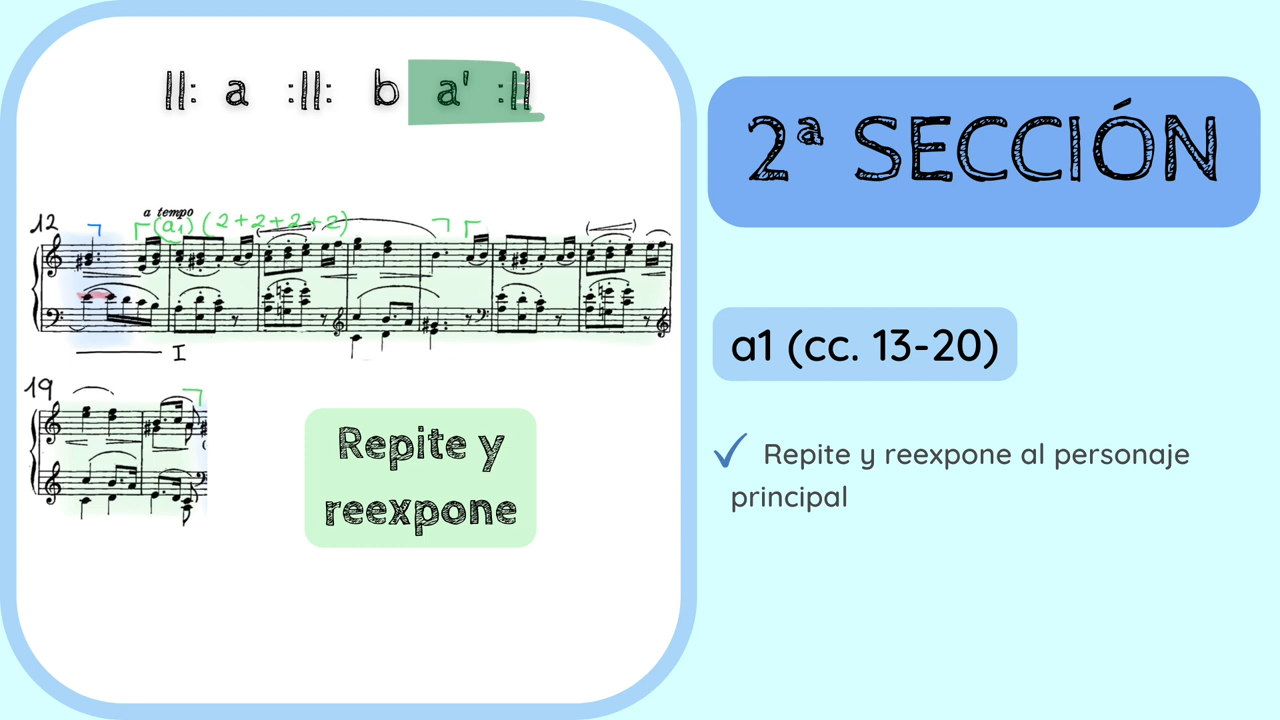 ||: a :||: b a' :||
2ª SECCIÓN
12
a tempo
(a1) (2+2+2+2)
I
a1 (cc. 13-20)
19
Repite y
reexpone
✓ Repite y reexpone al personaje
principal